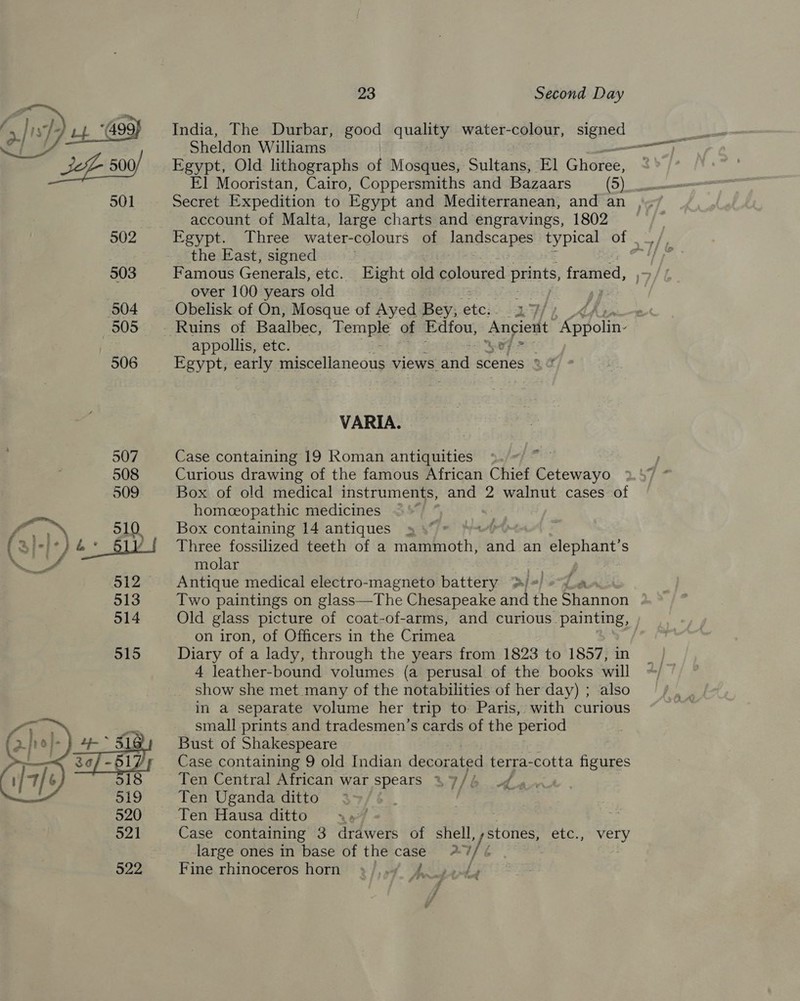 23 Second Day
499 India, The Durbar, good quality water-colour, signed
Sheldon Williams
500 Egypt, Old lithographs of Mosques, Sultans, El Ghoree,
El Mooristan, Cairo, Coppersmiths and Bazaars (5)
501 Secret Expedition to Egypt and Mediterranean, and an
account of Malta, large charts and engravings, 1802
502 Egypt. Three water-colours of landscapes typical of
the East, signed
503 Famous Generals, etc. Eight old coloured prints, framed,
over 100 years old
504 Obelisk of On, Mosque of Ayed Bey, etc.
505 Ruins of Baalbec, Temple of Edfou, Ancient Appolin-
appollis, etc.
506 Egypt, early miscellaneous views and scenes
VARIA.
507 Case containing 19 Roman antiquities
508 Curious drawing of the famous African Chief Cetewayo
509 Box of old medical instruments, and 2 walnut cases of
homœopathic medicines
510 Box containing 14 antiques
511 Three fossilized teeth of a mammoth, and an elephant's
molar
512 Antique medical electro-magneto battery
513 Two paintings on glass—The Chesapeake and the Shannon
514 Old glass picture of coat-of-arms, and curious painting,
on iron, of Officers in the Crimea
515 Diary of a lady, through the years from 1823 to 1857, in
4 leather-bound volumes (a perusal of the books will
show she met many of the notabilities of her day) ; also
in a separate volume her trip to Paris, with curious
small prints and tradesmen's cards of the period
516 Bust of Shakespeare
517 Case containing 9 old Indian decorated terra-cotta figures
518 Ten Central African war spears
519 Ten Uganda ditto
520 Ten Hausa ditto
521 Case containing 3 drawers of shell, stones, etc., very
large ones in base of the case
522 Fine rhinoceros horn